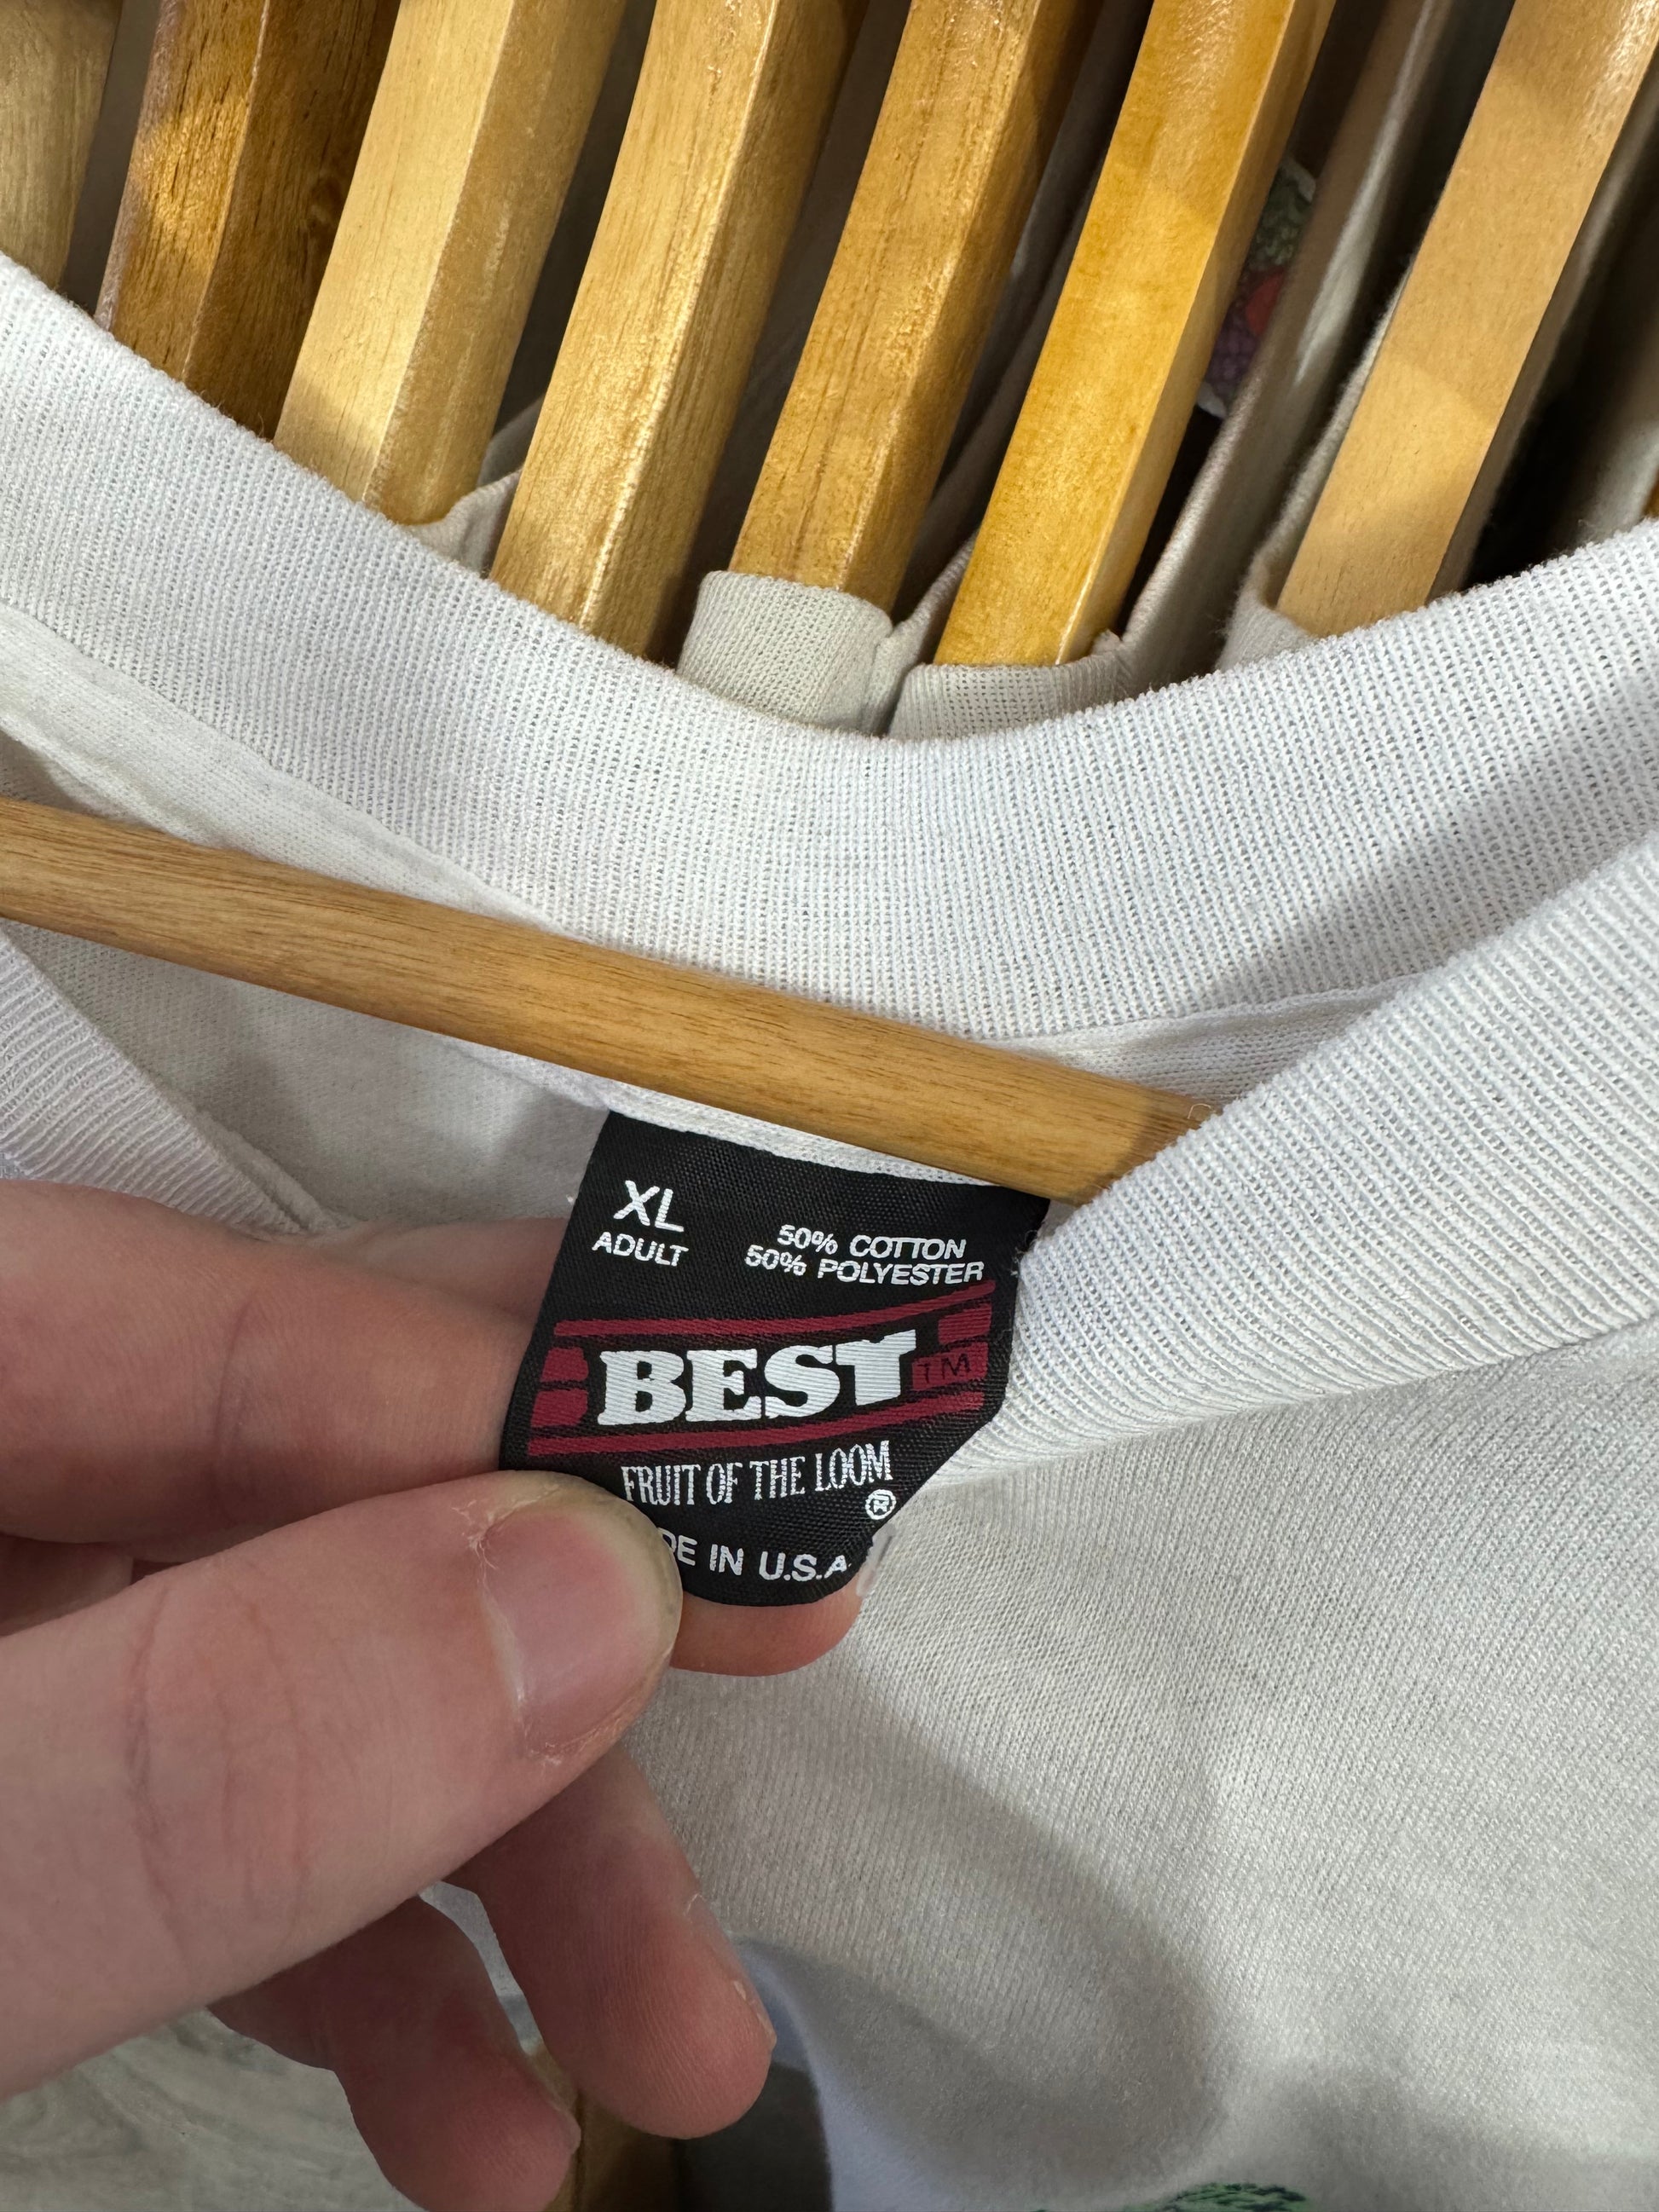 XL
ADULT
50% COTTON
50% POLYESTER
BEST TM
FRUIT OF THE LOOM
®
DE IN U.S.A